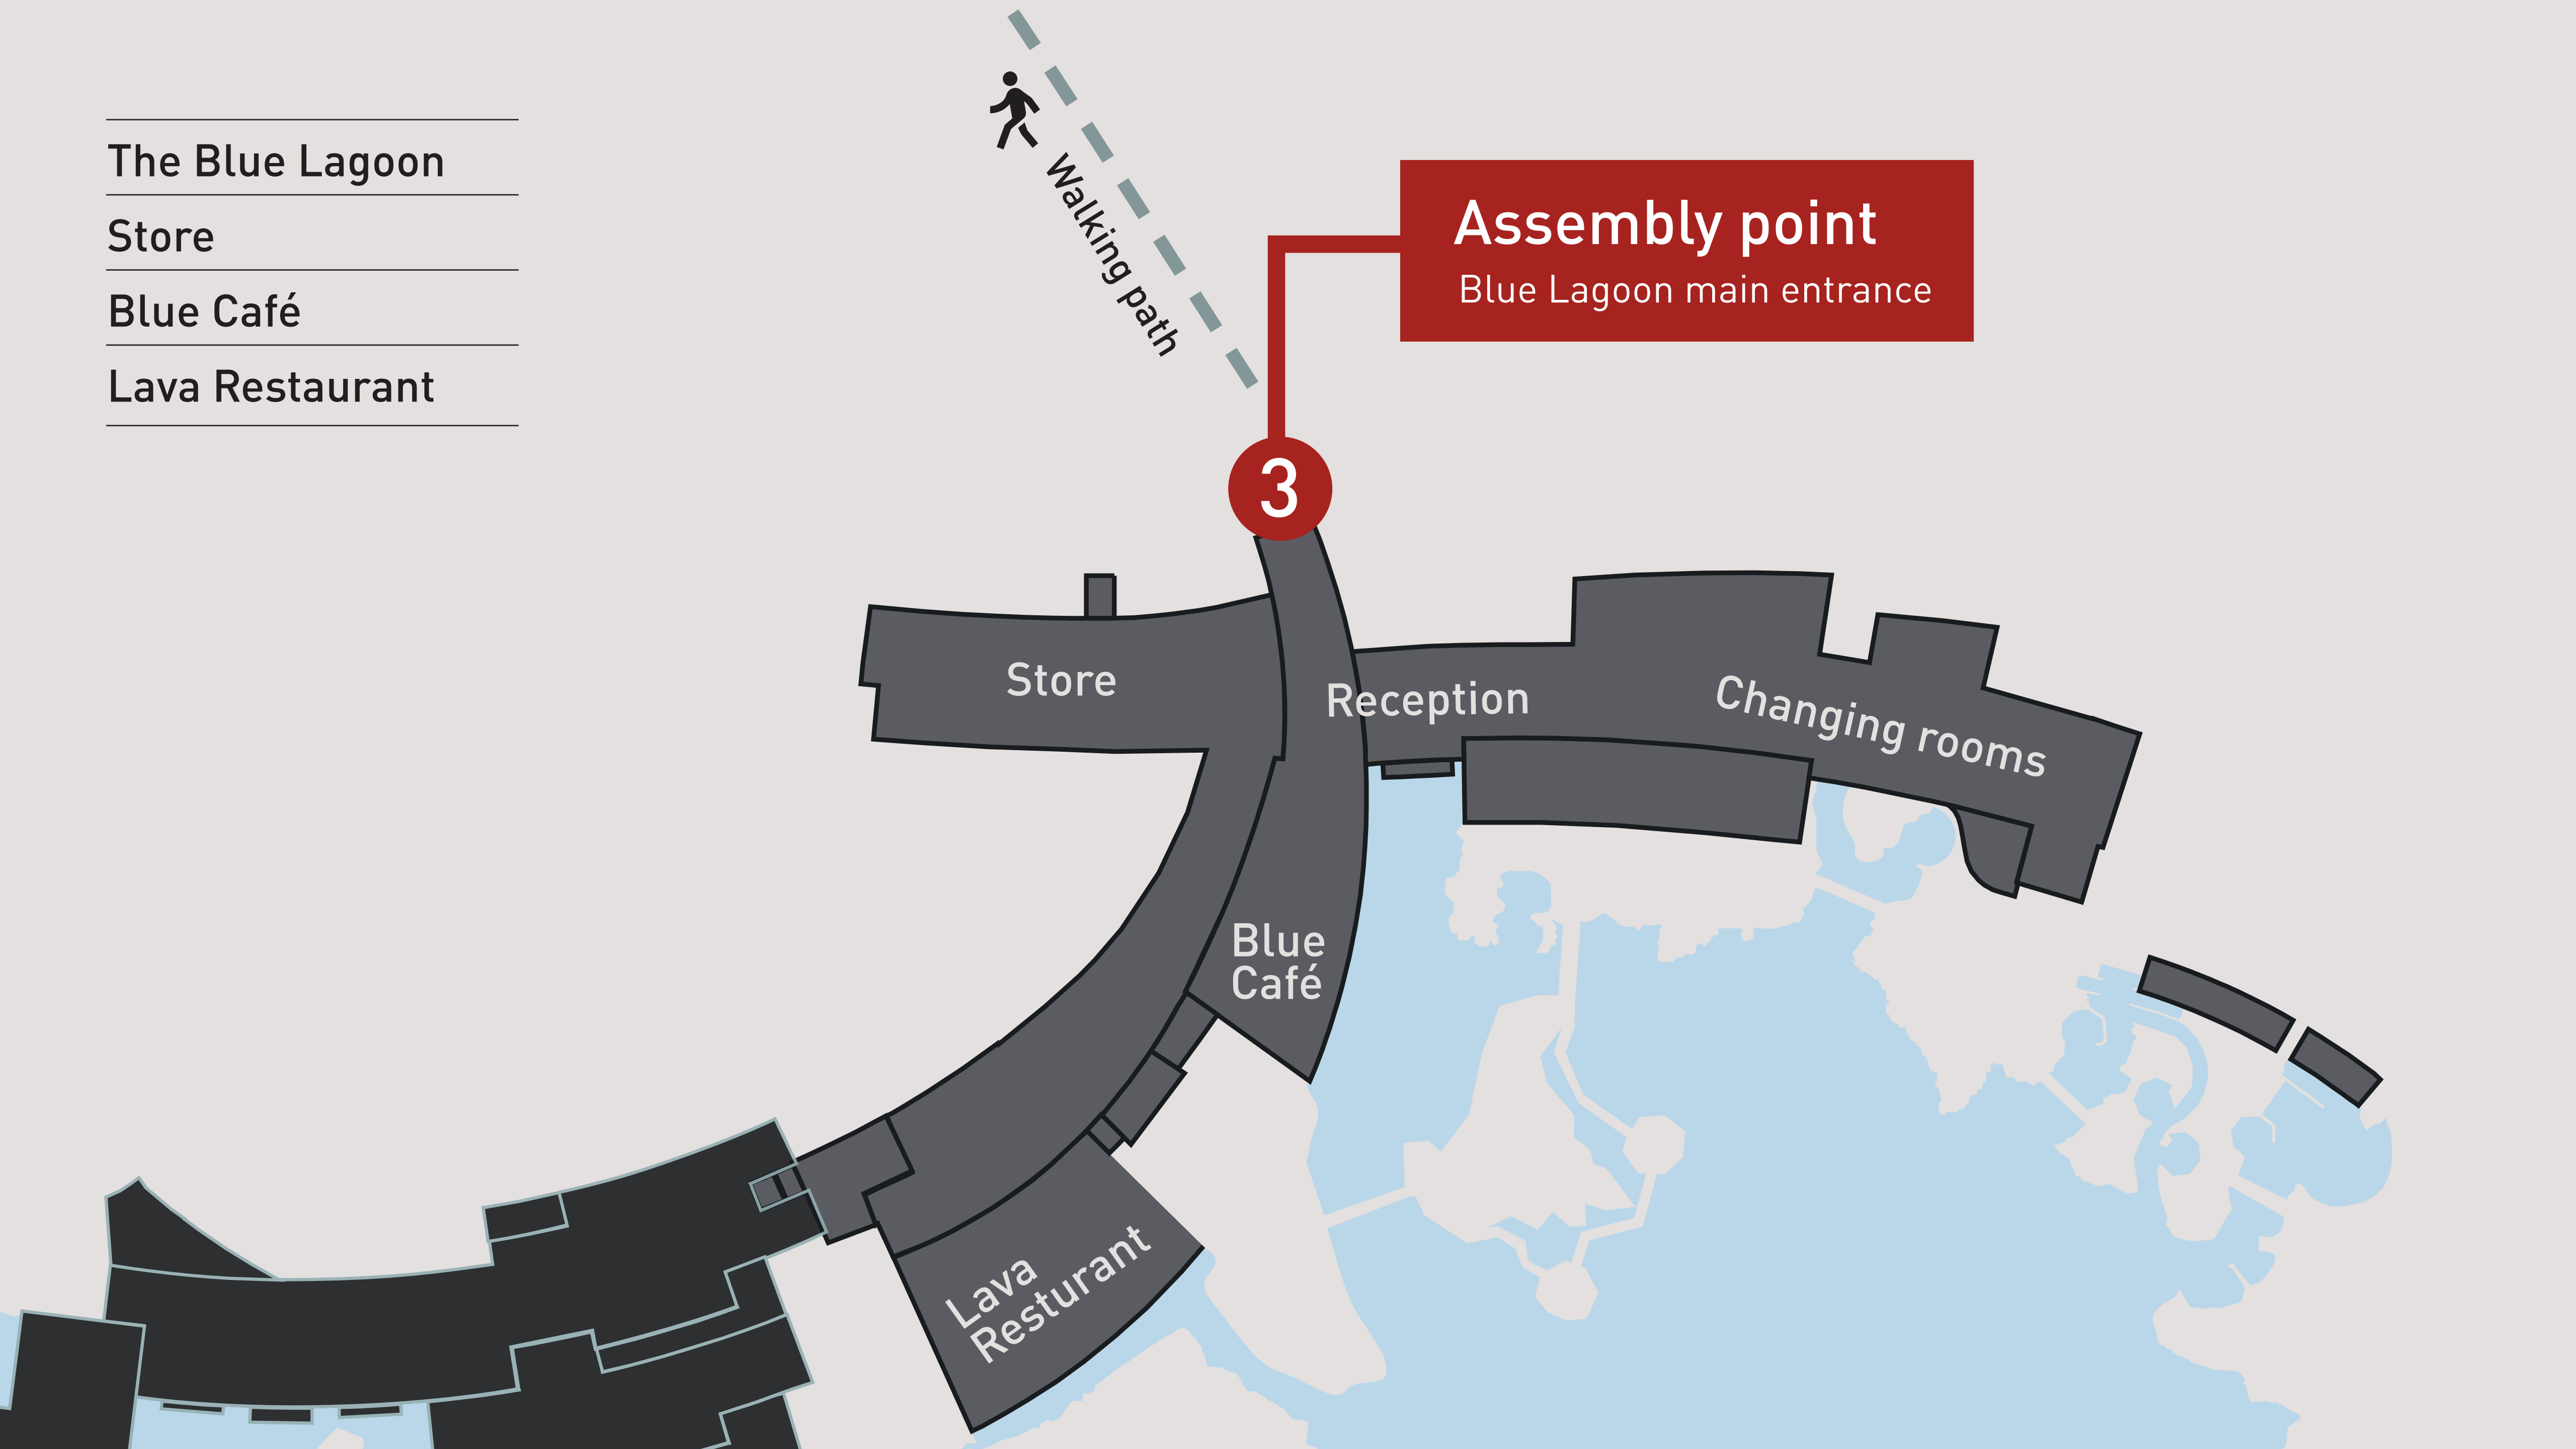 The Blue Lagoon
Store
Blue Café
Lava Restaurant
Walking path
Assembly point
Blue Lagoon main entrance
3
Store
Reception
Changing rooms
Blue
Café
Lava
Resturant